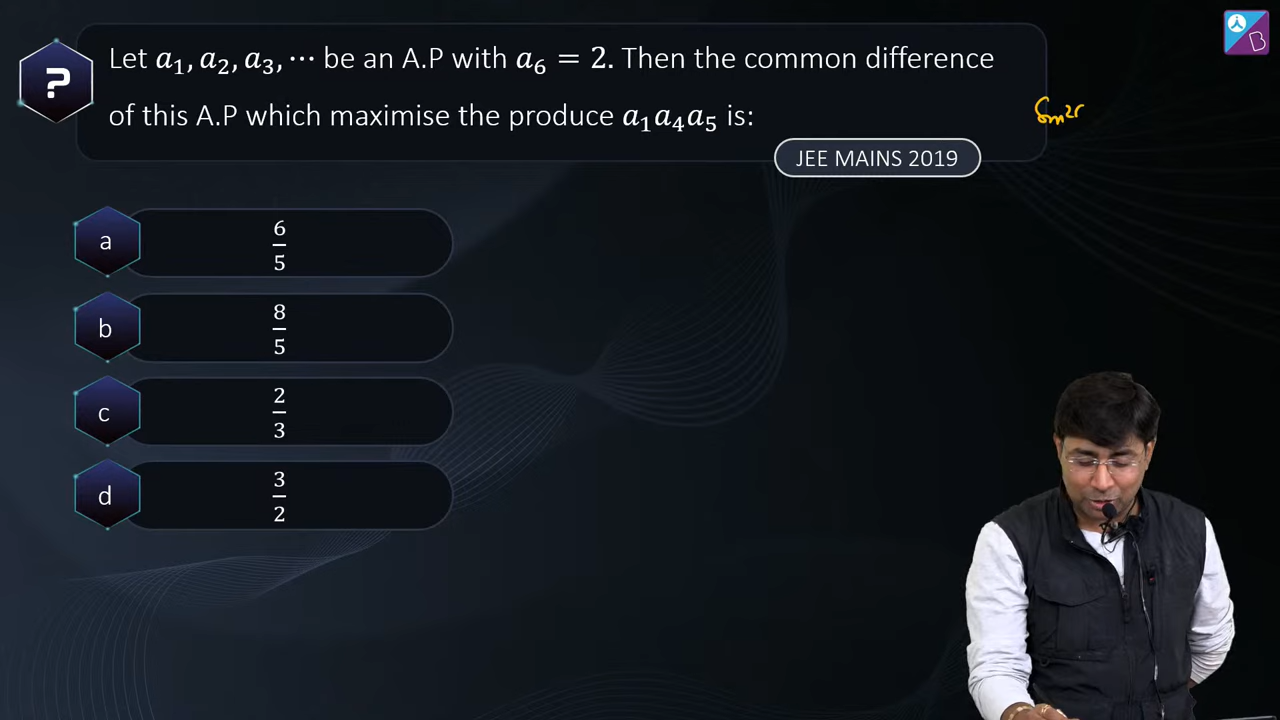 Let a₁, a₂, a₃, ⋯ be an A.P with a₆ = 2. Then the common difference
of this A.P which maximise the produce a₁a₄a₅ is:
JEE MAINS 2019
?
a
6/5
b
8/5
c
2/3
d
3/2
B